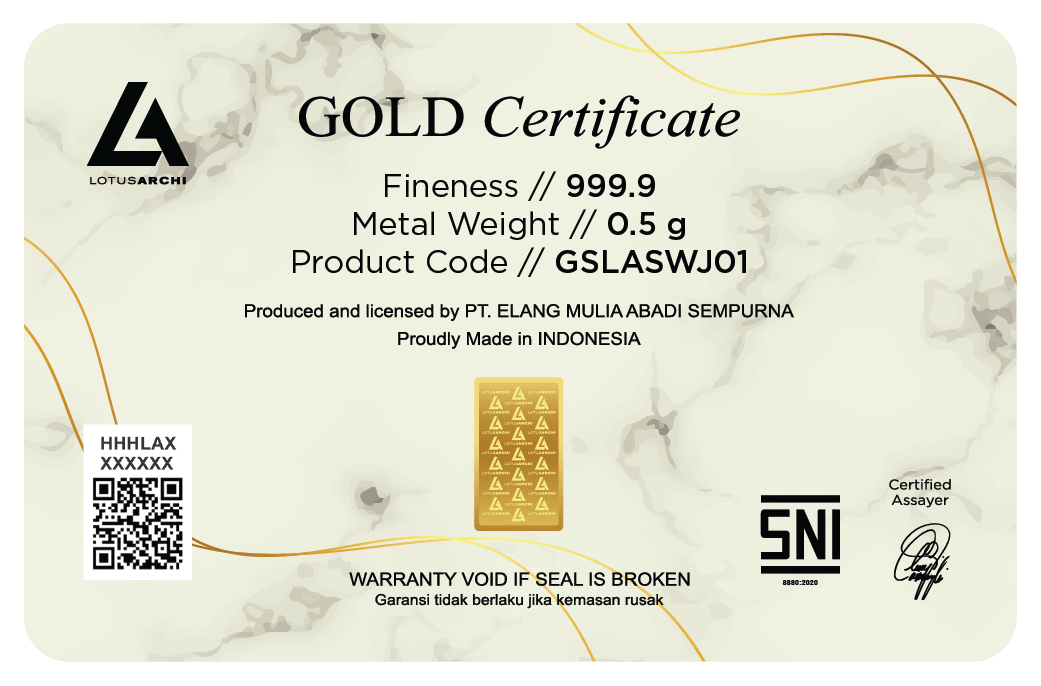 GOLD Certificate
LOTUSARCHI
Fineness // 999.9
Metal Weight // 0.5 g
Product Code // GSLASWJ01
Produced and licensed by PT. ELANG MULIA ABADI SEMPURNA
Proudly Made in INDONESIA
HHHLAX
XXXXXX
Certified
Assayer
SNI
8880:2020
WARRANTY VOID IF SEAL IS BROKEN
Garansi tidak berlaku jika kemasan rusak